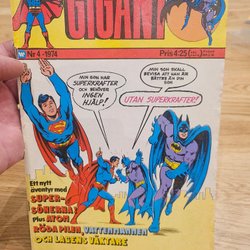 GIGANT
Nr 4 - 1974
Pris 4:25
MIN SON HAR
SUPERKRAFTER
OCH BEHÖVER
INGEN
HJÄLP!
MIN SON SKALL
BEVISA ATT HAN ÄR
BÄTTRE ÄN DIN
SON
UTAN SUPERKRAFTER!
Ett nytt
äventyr med
SUPER-
SÖNERNA!
Plus ATOM
RÖDA PILEN, VATTENMANNEN
OCH LAGENS VÄKTARE